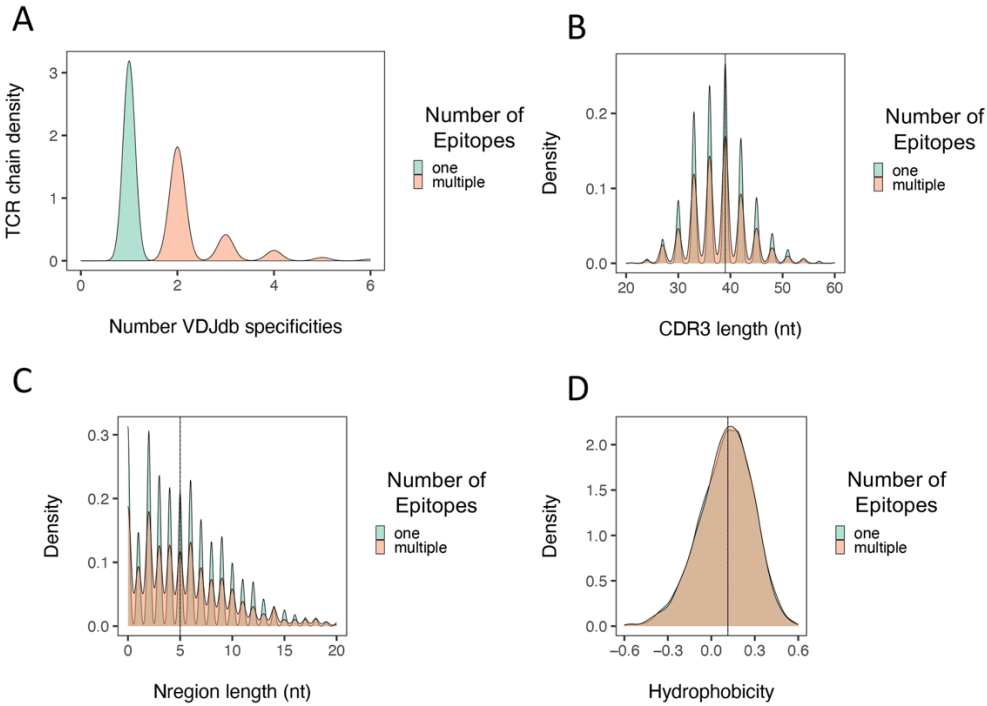 A
TCR chain density
3
2
1
0
0 2 4 6
Number VDJdb specificities
Number of
Epitopes
one
multiple
B
Density
0.2
0.1
0.0
20 30 40 50 60
CDR3 length (nt)
Number of
Epitopes
one
multiple
C
Density
0.3
0.2
0.1
0.0
0 5 10 15 20
Nregion length (nt)
Number of
Epitopes
one
multiple
D
Density
2.0
1.5
1.0
0.5
0.0
−0.6 −0.3 0.0 0.3 0.6
Hydrophobicity
Number of
Epitopes
one
multiple